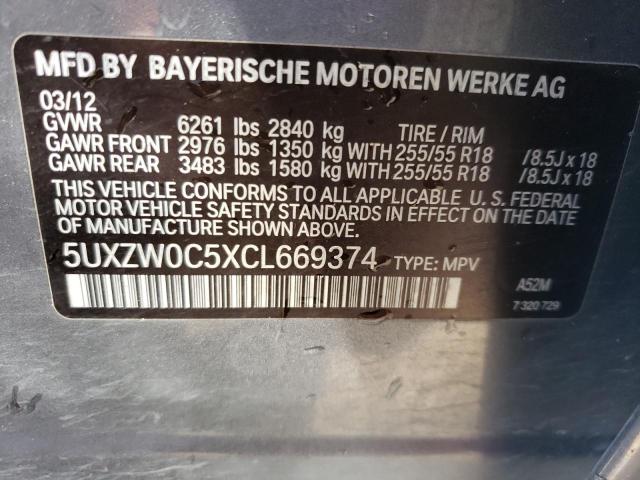 MFD BY BAYERISCHE MOTOREN WERKE AG
03/12
GVWR 6261 lbs 2840 kg TIRE / RIM
GAWR FRONT 2976 lbs 1350 kg WITH 255/55 R18 /8.5J x 18
GAWR REAR 3483 lbs 1580 kg WITH 255/55 R18 /8.5J x 18
THIS VEHICLE CONFORMS TO ALL APPLICABLE U. S. FEDERAL
MOTOR VEHICLE SAFETY STANDARDS IN EFFECT ON THE DATE
OF MANUFACTURE SHOWN ABOVE.
5UXZW0C5XCL669374 TYPE: MPV
A52M
7 320 729